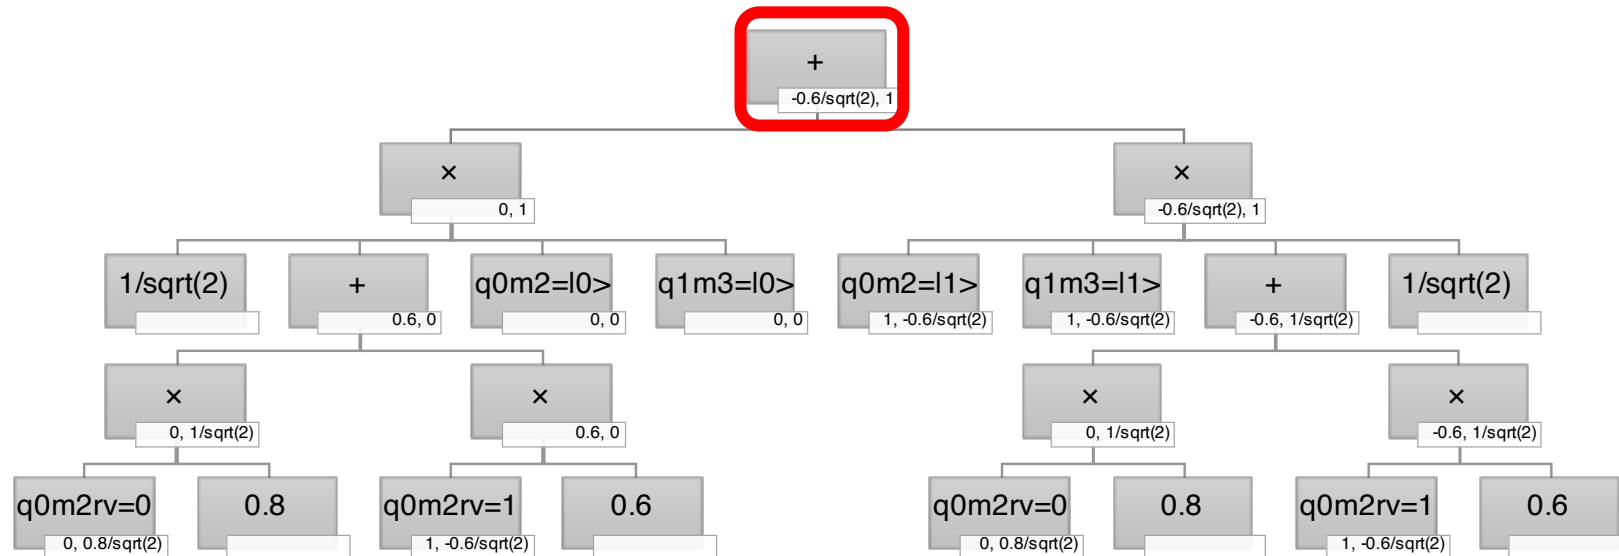 +
-0.6/sqrt(2), 1
×
0, 1
×
-0.6/sqrt(2), 1
1/sqrt(2)
+
0.6, 0
q0m2=l0>
0, 0
q1m3=l0>
0, 0
q0m2=l1>
1, -0.6/sqrt(2)
q1m3=l1>
1, -0.6/sqrt(2)
+
-0.6, 1/sqrt(2)
1/sqrt(2)
×
0, 1/sqrt(2)
×
0.6, 0
×
0, 1/sqrt(2)
×
-0.6, 1/sqrt(2)
q0m2rv=0
0, 0.8/sqrt(2)
0.8
q0m2rv=1
1, -0.6/sqrt(2)
0.6
q0m2rv=0
0, 0.8/sqrt(2)
0.8
q0m2rv=1
1, -0.6/sqrt(2)
0.6